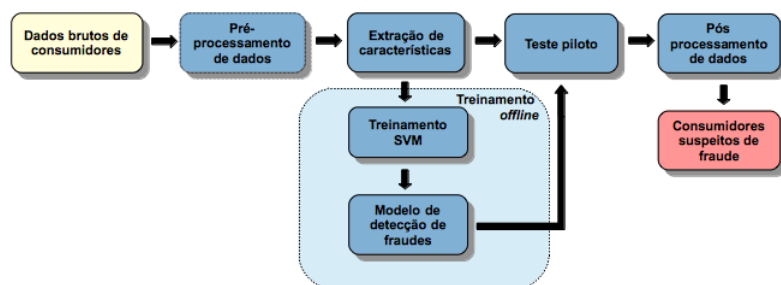 Dados brutos de
consumidores
Pré-
processamento
de dados
Extração de
características
Teste piloto
Pós
processamento
de dados
Treinamento
offline
Treinamento
SVM
Consumidores
suspeitos de
fraude
Modelo de
detecção de
fraudes